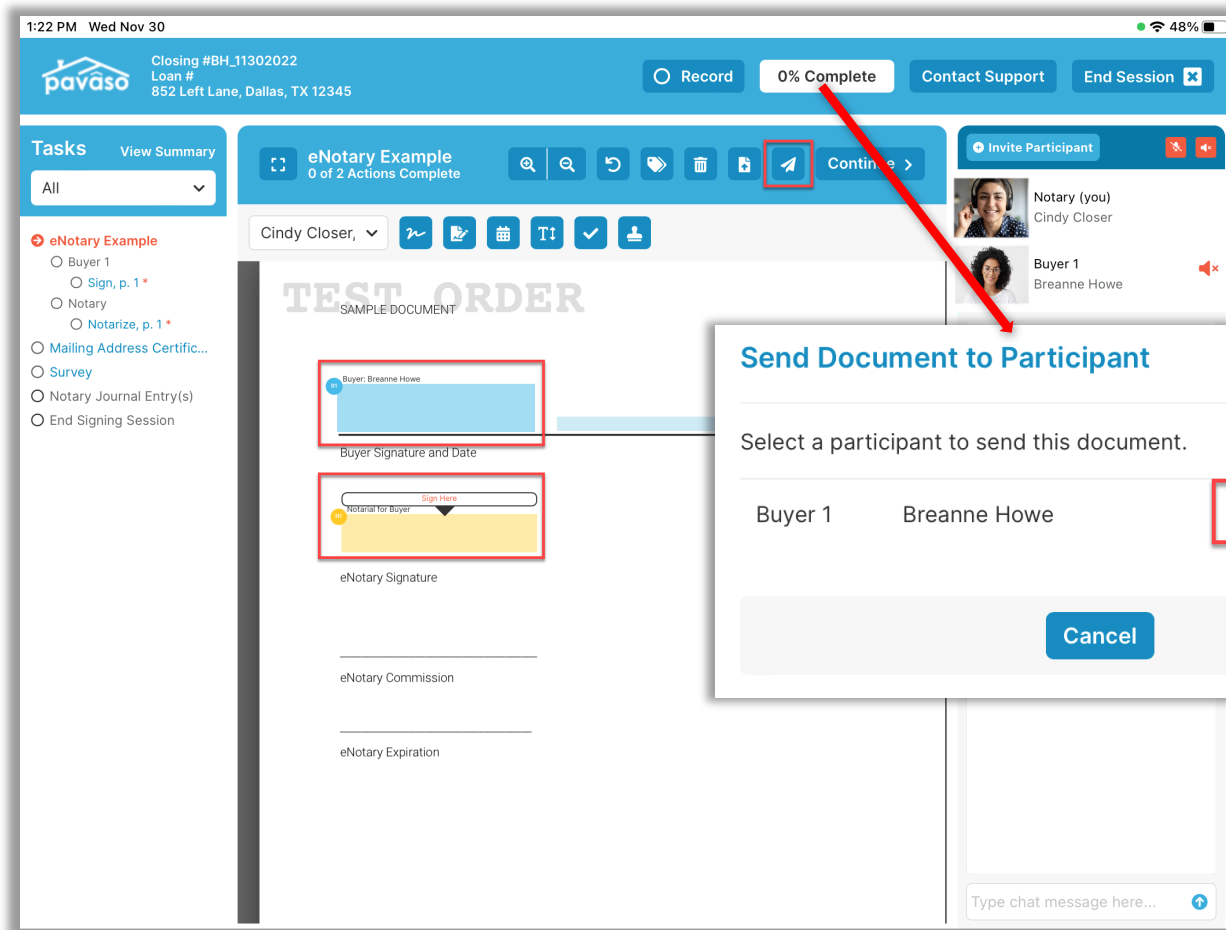 1:22 PM Wed Nov 30
48%
pavaso
Closing #BH_11302022
Loan #
852 Left Lane, Dallas, TX 12345
Record
0% Complete
Contact Support
End Session
Tasks
View Summary
All
eNotary Example
Buyer 1
Sign, p. 1 *
Notary
Notarize, p. 1 *
Mailing Address Certific...
Survey
Notary Journal Entry(s)
End Signing Session
eNotary Example
0 of 2 Actions Complete
Continue
Cindy Closer,
TEST ORDER
SAMPLE DOCUMENT
B1
Buyer: Breanne Howe
Buyer Signature and Date
Sign Here
N1
Notarial for Buyer
eNotary Signature
eNotary Commission
eNotary Expiration
Invite Participant
Notary (you)
Cindy Closer
Buyer 1
Breanne Howe
Send Document to Participant
Select a participant to send this document.
Buyer 1 Breanne Howe
Cancel
Type chat message here...